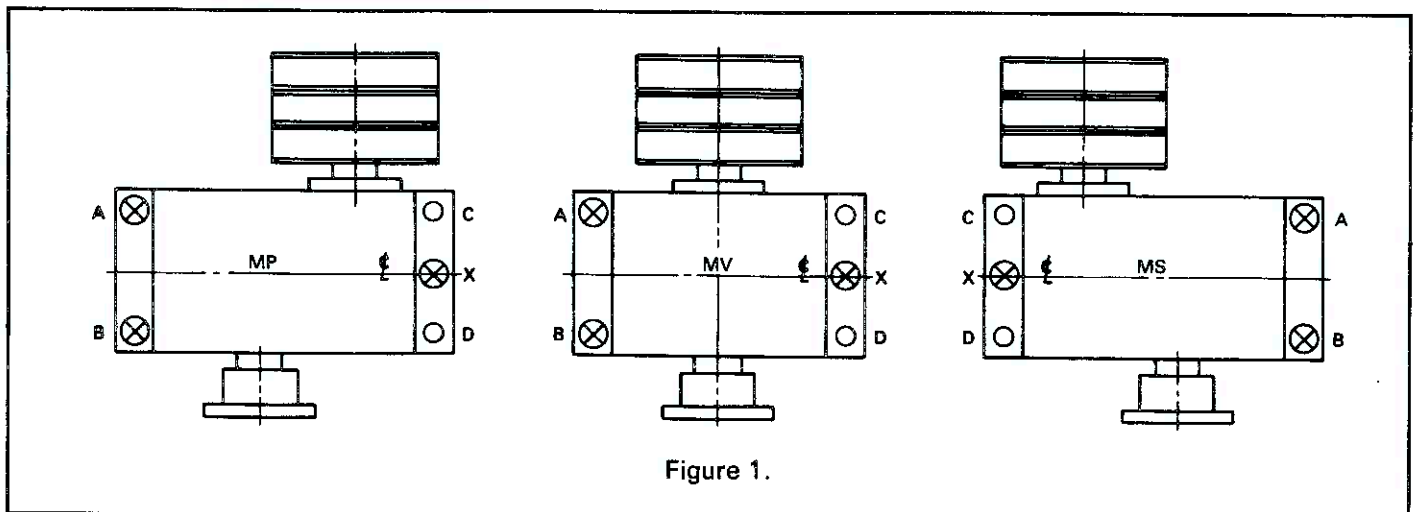 A C A C C A
MP ℄ X MV ℄ X X ℄ MS
B D B D D B
Figure 1.